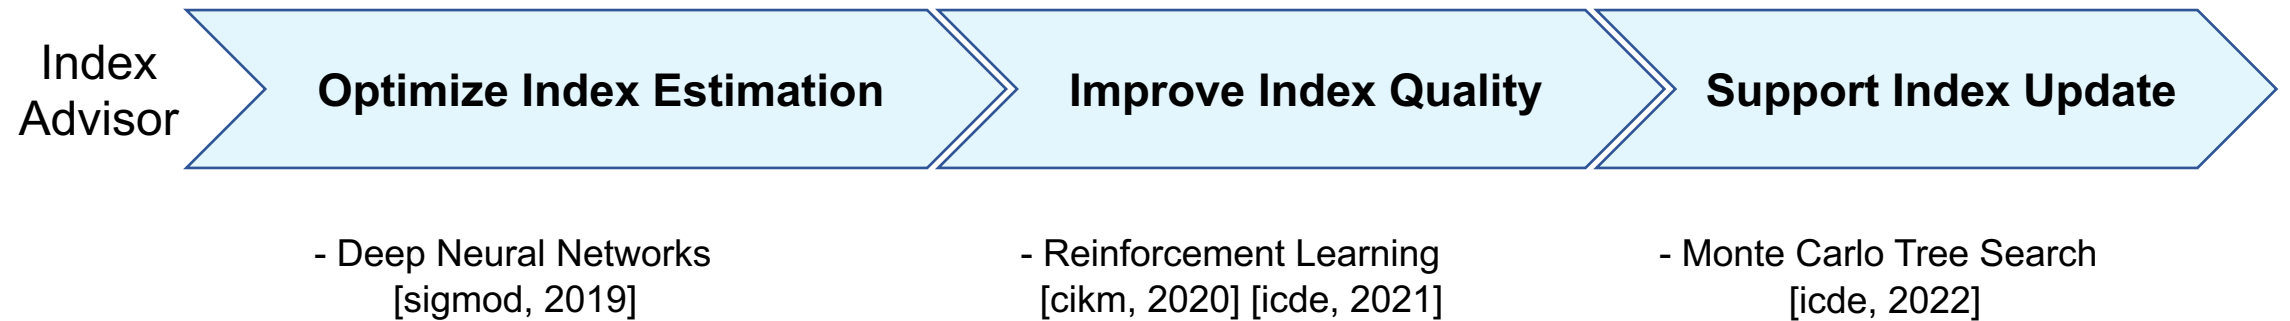 Index
Advisor
Optimize Index Estimation
Improve Index Quality
Support Index Update
- Deep Neural Networks
[sigmod, 2019]
- Reinforcement Learning
[cikm, 2020] [icde, 2021]
- Monte Carlo Tree Search
[icde, 2022]